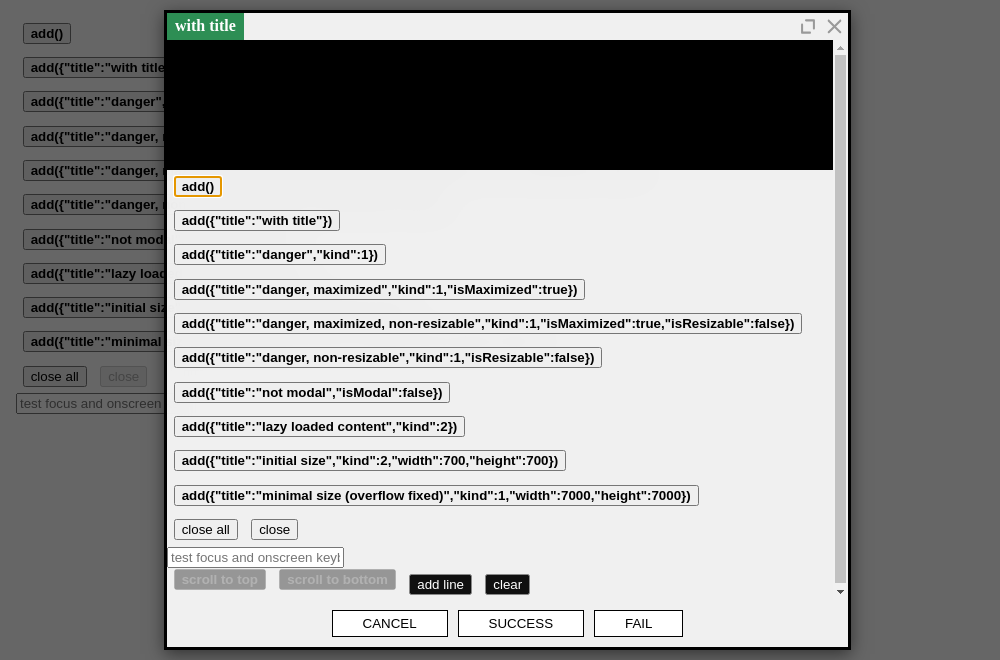 with title
add()
add({"title":"with title
add({"title":"danger",
add({"title":"danger,
add({"title":"danger,
add({"title":"danger,
add({"title":"not mod
add({"title":"lazy load
add({"title":"initial siz
add({"title":"minimal
close all close
test focus and onscreen
add()
add({"title":"with title"})
add({"title":"danger","kind":1})
add({"title":"danger, maximized","kind":1,"isMaximized":true})
add({"title":"danger, maximized, non-resizable","kind":1,"isMaximized":true,"isResizable":false})
add({"title":"danger, non-resizable","kind":1,"isResizable":false})
add({"title":"not modal","isModal":false})
add({"title":"lazy loaded content","kind":2})
add({"title":"initial size","kind":2,"width":700,"height":700})
add({"title":"minimal size (overflow fixed)","kind":1,"width":7000,"height":7000})
close all close
test focus and onscreen keyb
scroll to top scroll to bottom add line clear
CANCEL SUCCESS FAIL